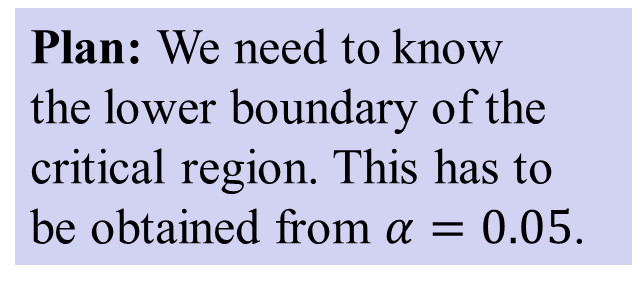 Plan: We need to know
the lower boundary of the
critical region. This has to
be obtained from α = 0.05.